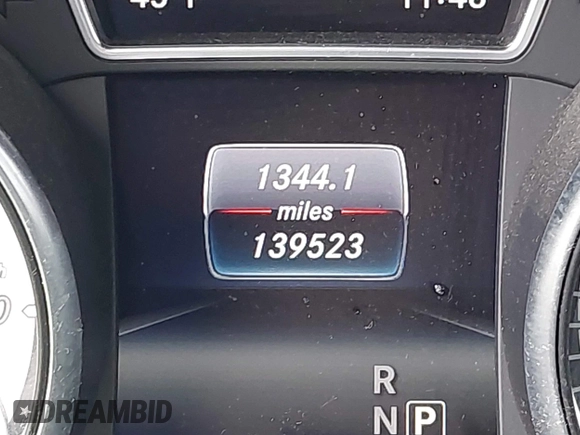 1344.1
miles
139523
R
N P
DREAMBID